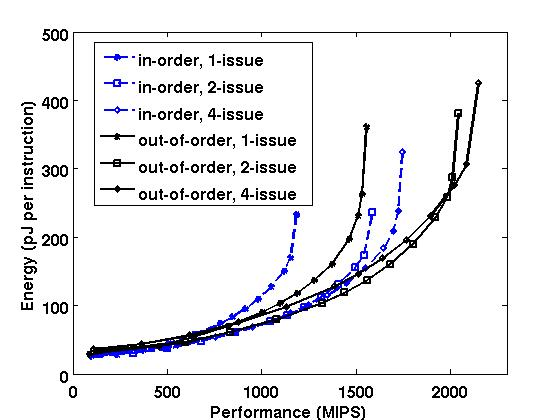 500
400
300
200
100
0
Energy (pJ per instruction)
in-order, 1-issue
in-order, 2-issue
in-order, 4-issue
out-of-order, 1-issue
out-of-order, 2-issue
out-of-order, 4-issue
0 500 1000 1500 2000
Performance (MIPS)